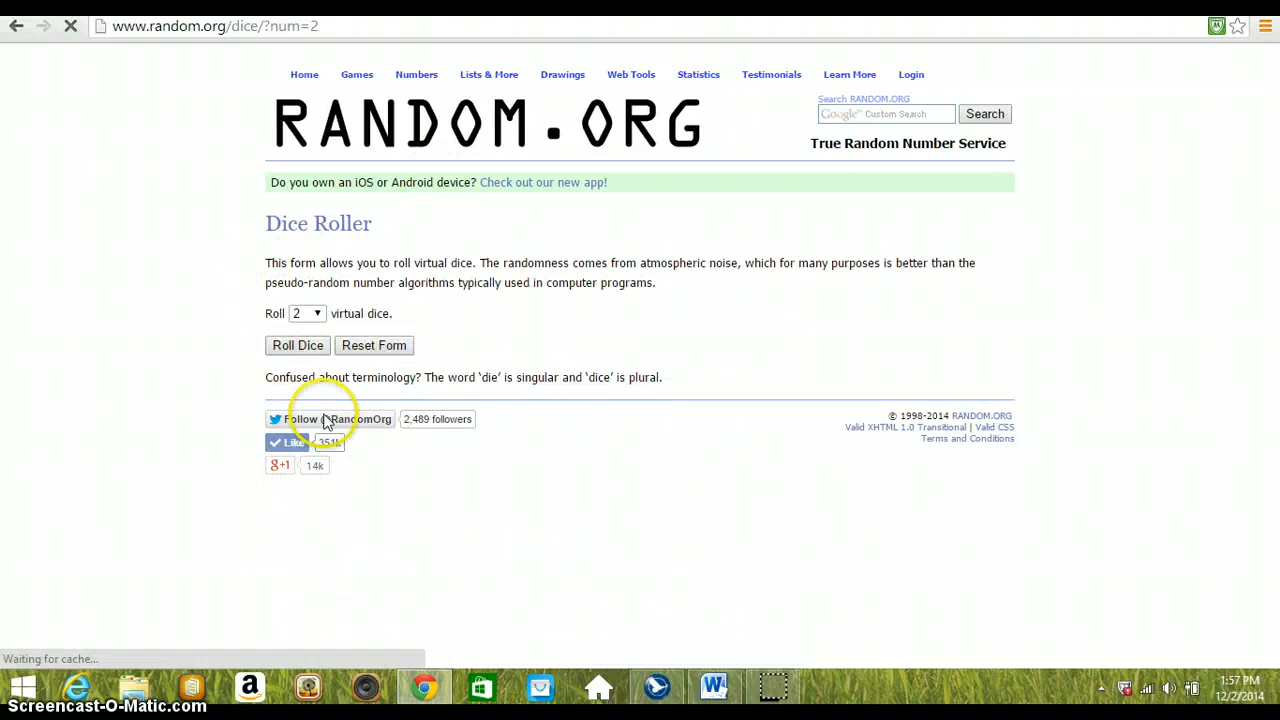 www.random.org/dice/?num=2
Home Games Numbers Lists & More Drawings Web Tools Statistics Testimonials Learn More Login
RANDOM.ORG
Search RANDOM.ORG
Google™ Custom Search Search
True Random Number Service
Do you own an iOS or Android device? Check out our new app!
Dice Roller
This form allows you to roll virtual dice. The randomness comes from atmospheric noise, which for many purposes is better than the
pseudo-random number algorithms typically used in computer programs.
Roll 2 virtual dice.
Roll Dice Reset Form
Confused about terminology? The word ‘die’ is singular and ‘dice’ is plural.
Follow @RandomOrg 2,489 followers
Like 351k
g+1 14k
© 1998-2014 RANDOM.ORG
Valid XHTML 1.0 Transitional | Valid CSS
Terms and Conditions
Waiting for cache...
1:57 PM
12/2/2014
Screencast-O-Matic.com